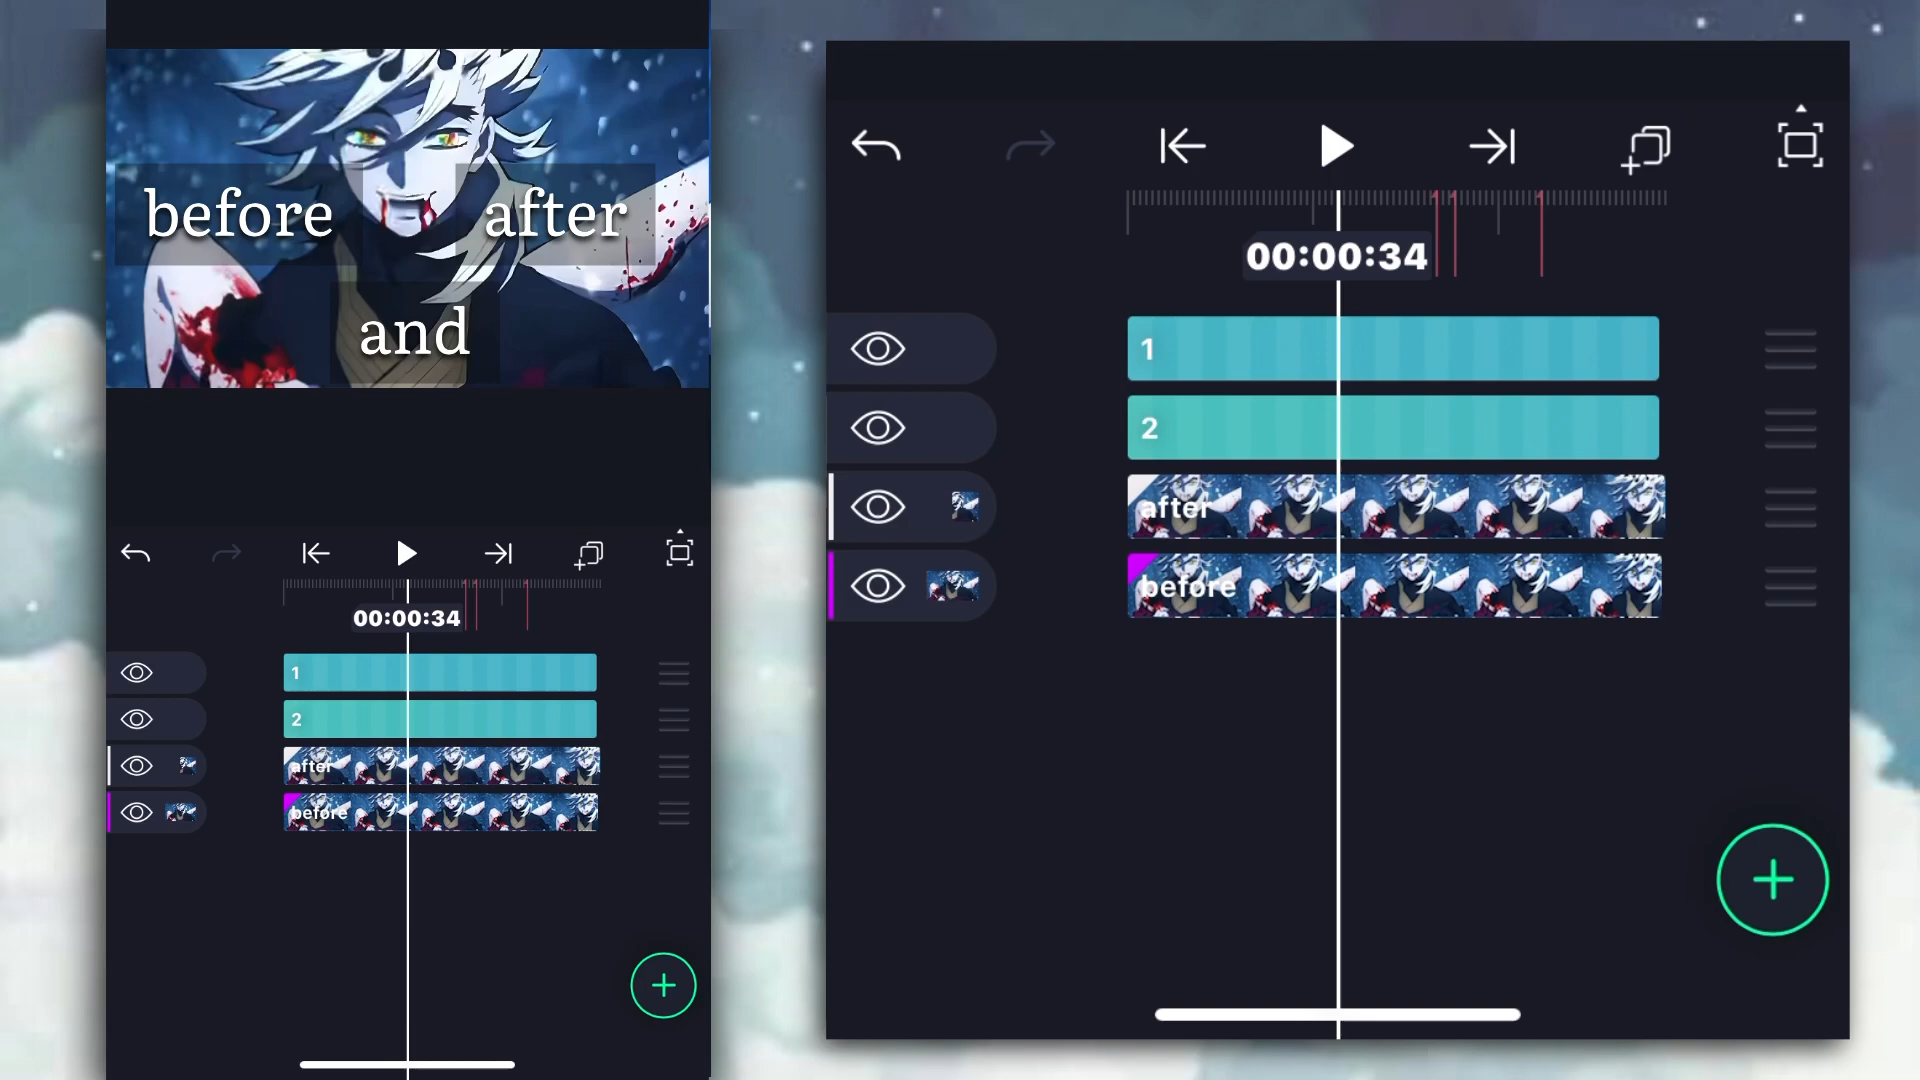 before after
and
00:00:34
1
2
after
before
00:00:34
1
2
after
before